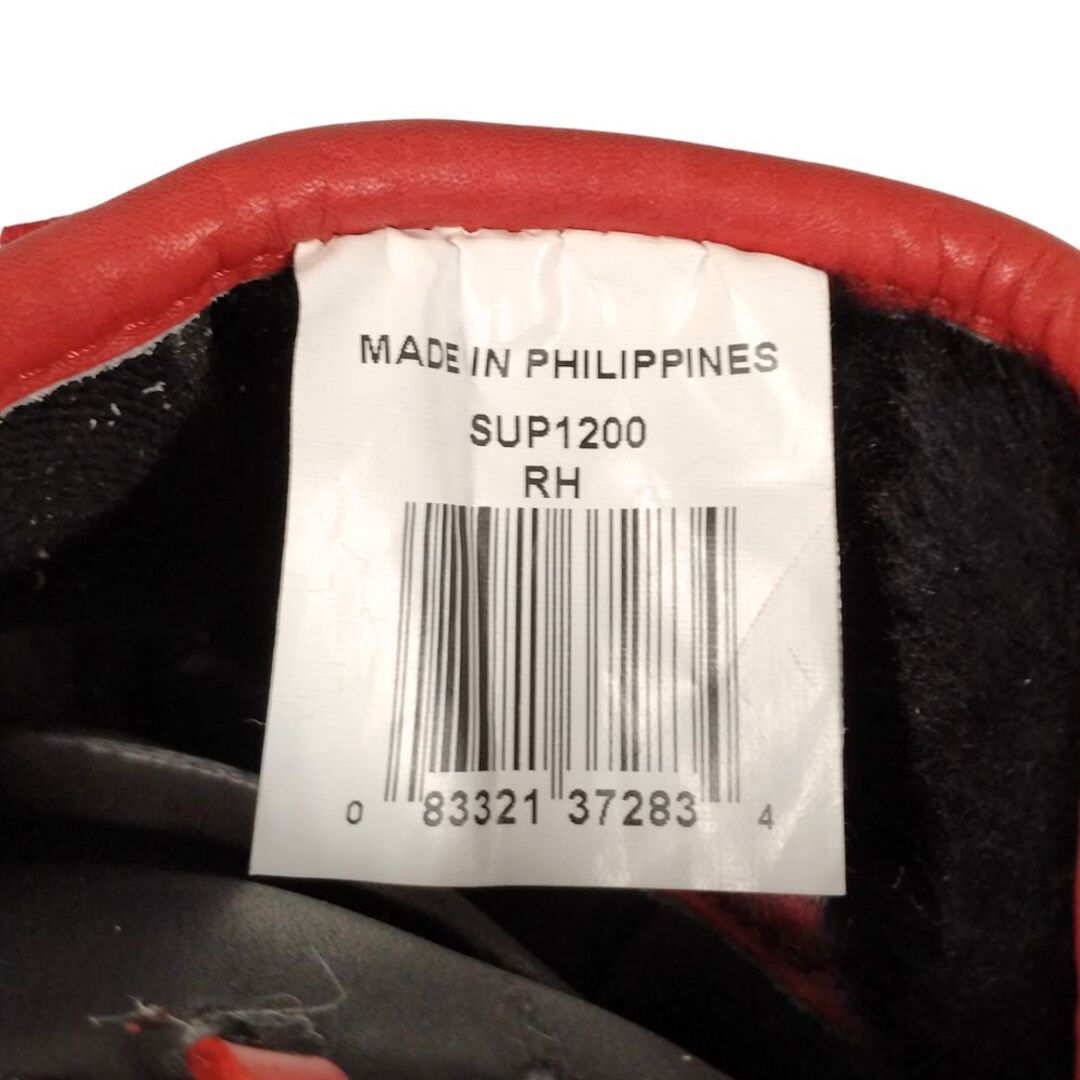 MADE IN PHILIPPINES
SUP1200
RH
0 83321 37283 4